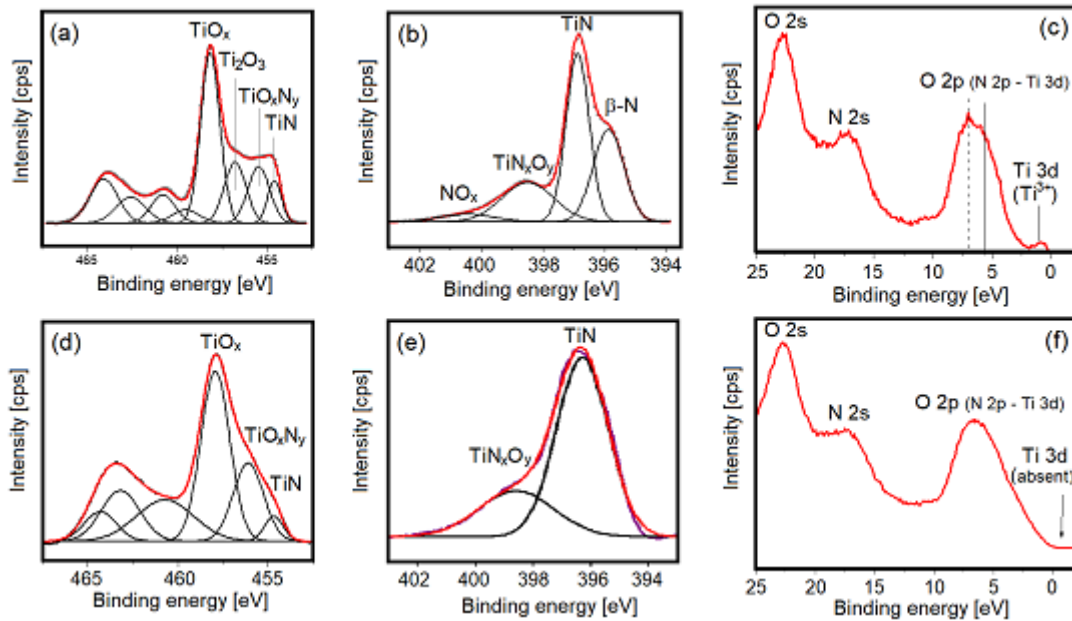 (a)
TiOₓ
Ti₂O₃
TiOₓNᵧ
TiN
Intensity [cps]
465 460 455
Binding energy [eV]
(b)
TiN
β-N
TiNₓOᵧ
NOₓ
Intensity [cps]
402 400 398 396 394
Binding energy [eV]
(c)
O 2s
O 2p (N 2p - Ti 3d)
N 2s
Ti 3d
(Ti³⁺)
Intensity [cps]
25 20 15 10 5 0
Binding energy [eV]
(d)
TiOₓ
TiOₓNᵧ
TiN
Intensity [cps]
465 460 455
Binding energy [eV]
(e)
TiN
TiNₓOᵧ
Intensity [cps]
402 400 398 396 394
Binding energy [eV]
(f)
O 2s
O 2p (N 2p - Ti 3d)
N 2s
Ti 3d
(absent)
Intensity [cps]
25 20 15 10 5 0
Binding energy [eV]